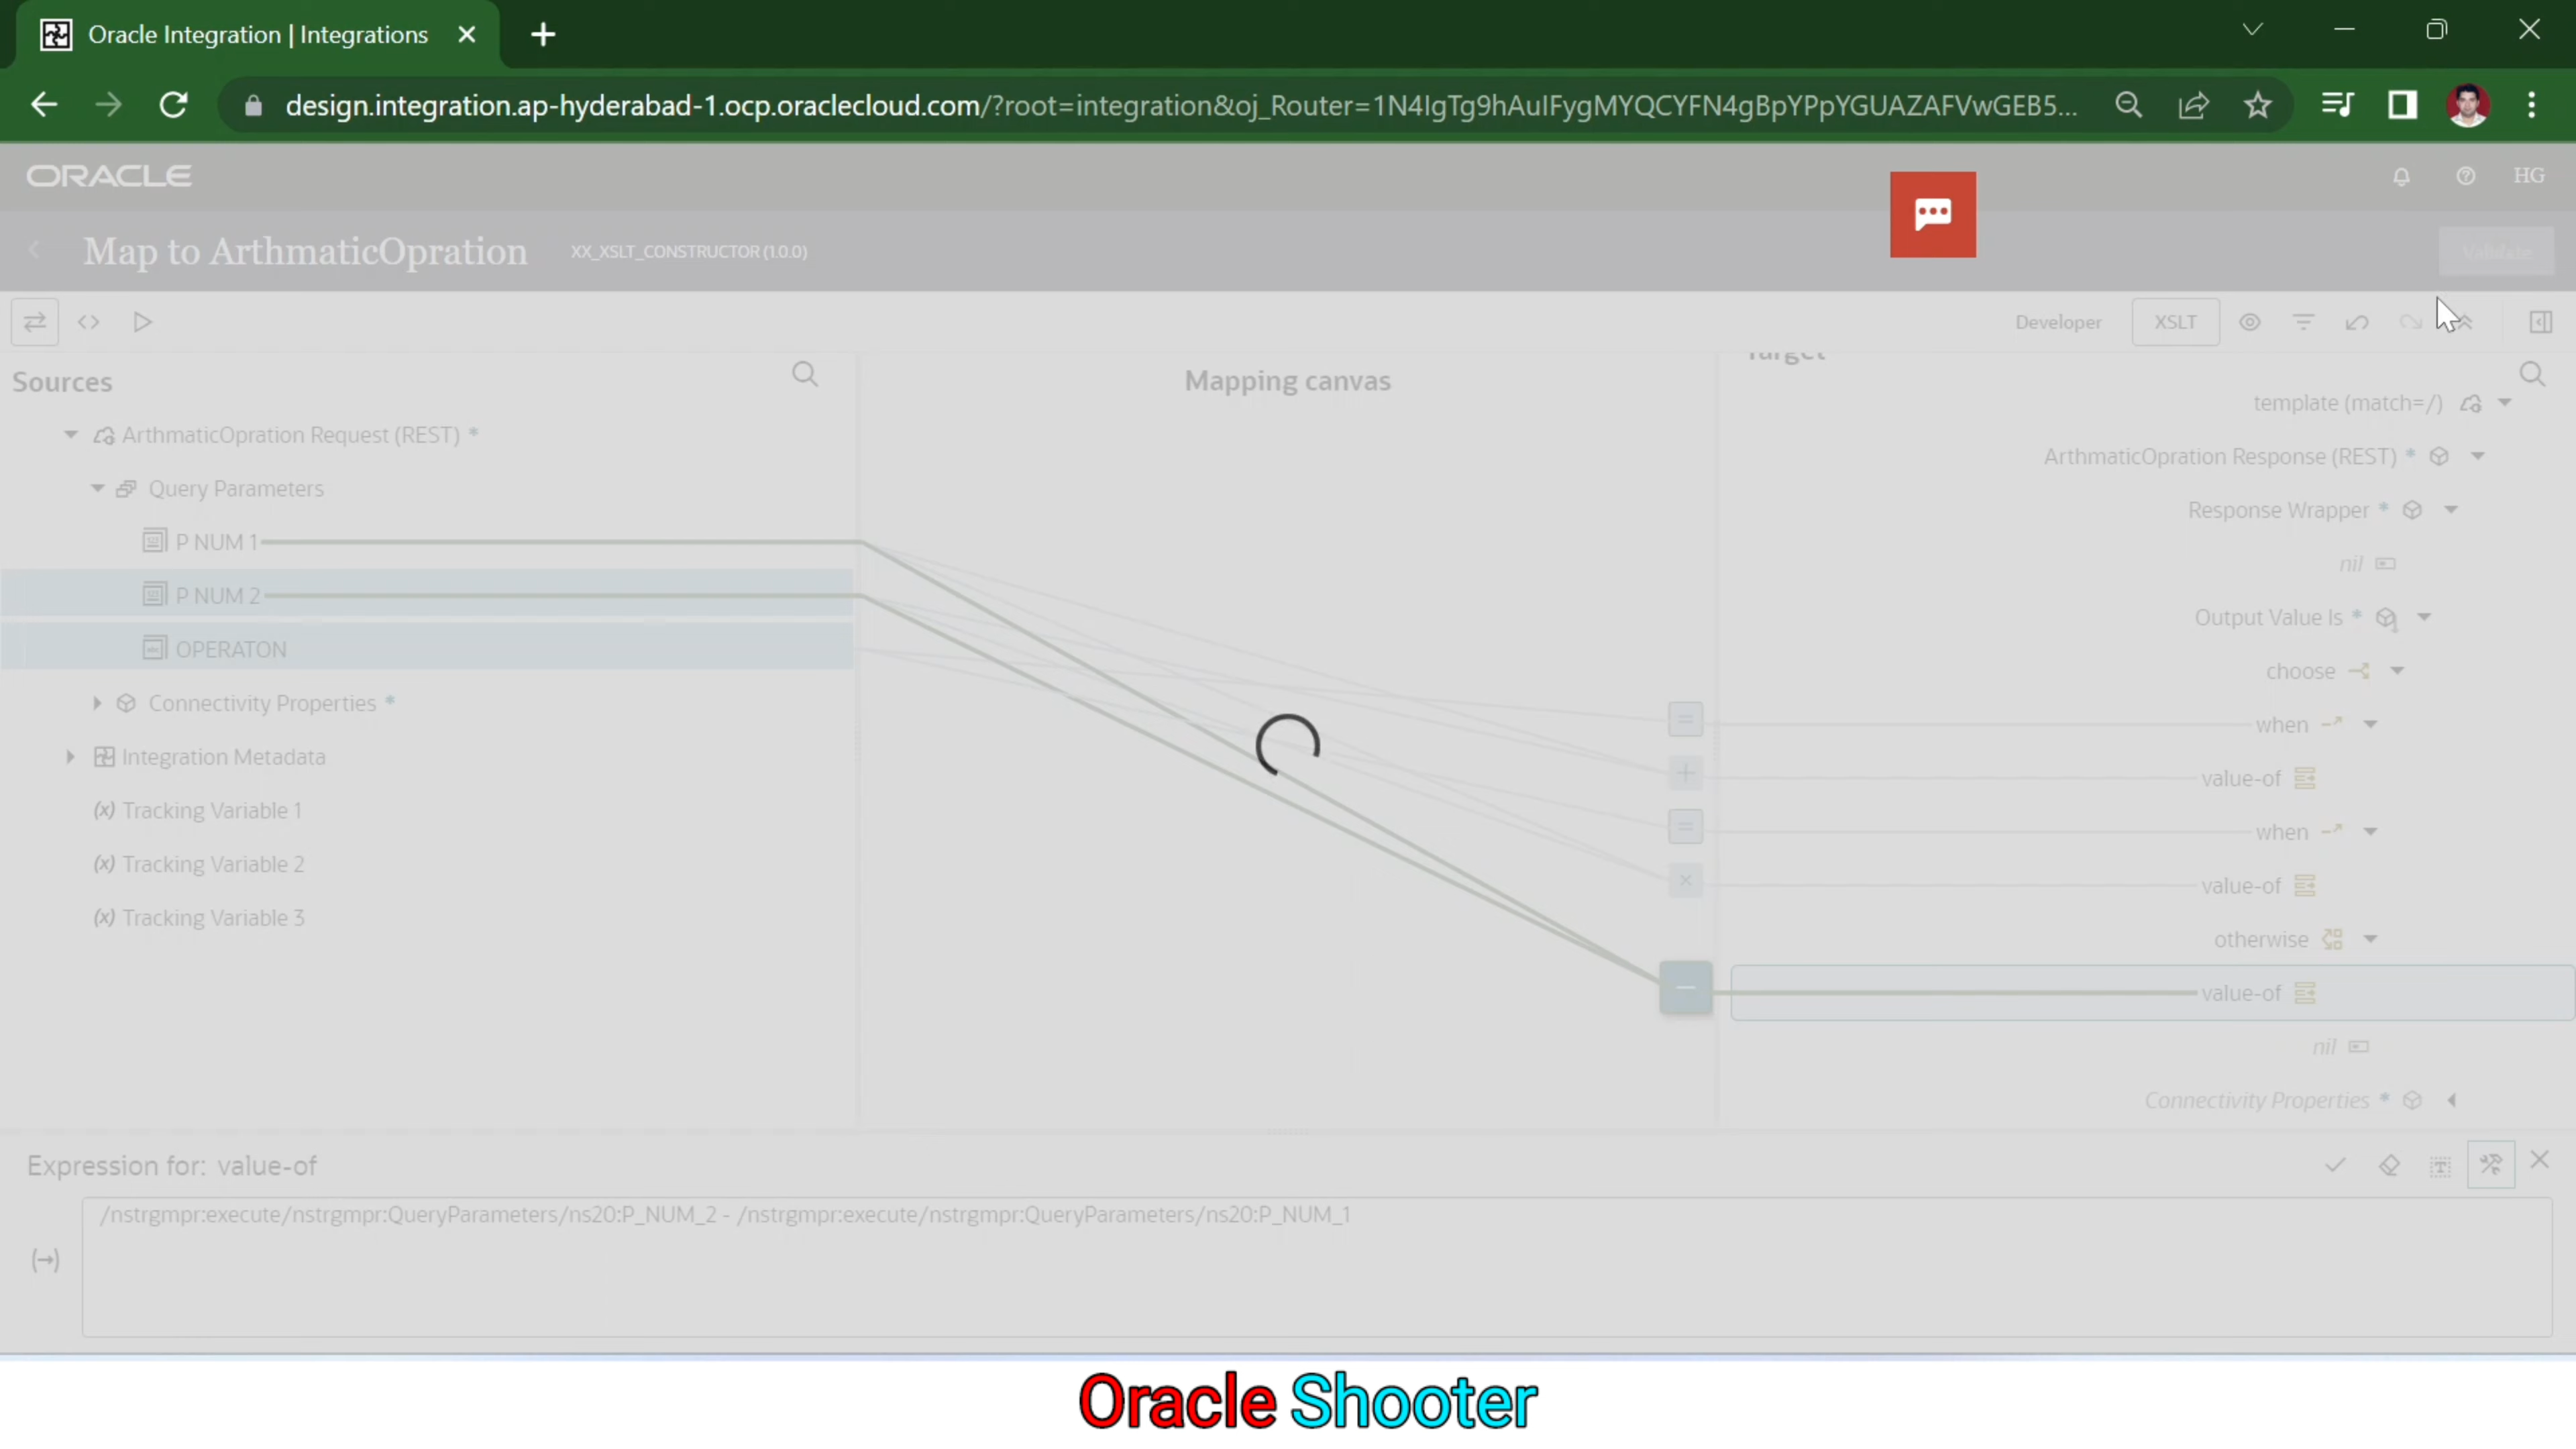 Oracle Integration | Integrations
design.integration.ap-hyderabad-1.ocp.oraclecloud.com/?root=integration&oj_Router=1N4IgTg9hAuIFygMYQCYFN4gBpYPpYGUAZAFVwGEB5...
ORACLE
HG
Map to ArthmaticOpration XX_XSLT_CONSTRUCTOR (1.0.0)
Validate
Developer XSLT
Sources
Mapping canvas
Target
template (match=/)
ArthmaticOpration Request (REST) *
ArthmaticOpration Response (REST) *
Query Parameters
Response Wrapper *
P NUM 1
nil
P NUM 2
Output Value Is *
OPERATON
choose
Connectivity Properties *
when
Integration Metadata
value-of
(x) Tracking Variable 1
when
(x) Tracking Variable 2
value-of
(x) Tracking Variable 3
otherwise
value-of
nil
Connectivity Properties *
Expression for: value-of
/nstrgmpr:execute/nstrgmpr:QueryParameters/ns20:P_NUM_2 - /nstrgmpr:execute/nstrgmpr:QueryParameters/ns20:P_NUM_1
Oracle Shooter